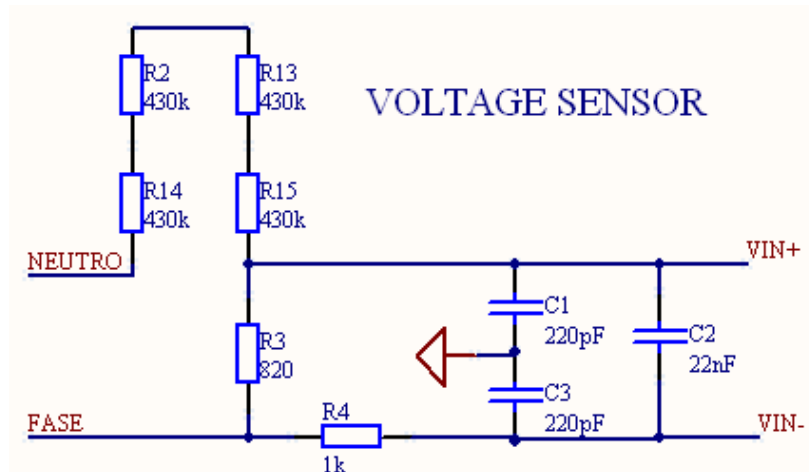 R2
430k
R13
430k
VOLTAGE SENSOR
R14
430k
R15
430k
NEUTRO
VIN+
C1
220pF
C2
22nF
R3
820
C3
220pF
FASE
R4
1k
VIN-